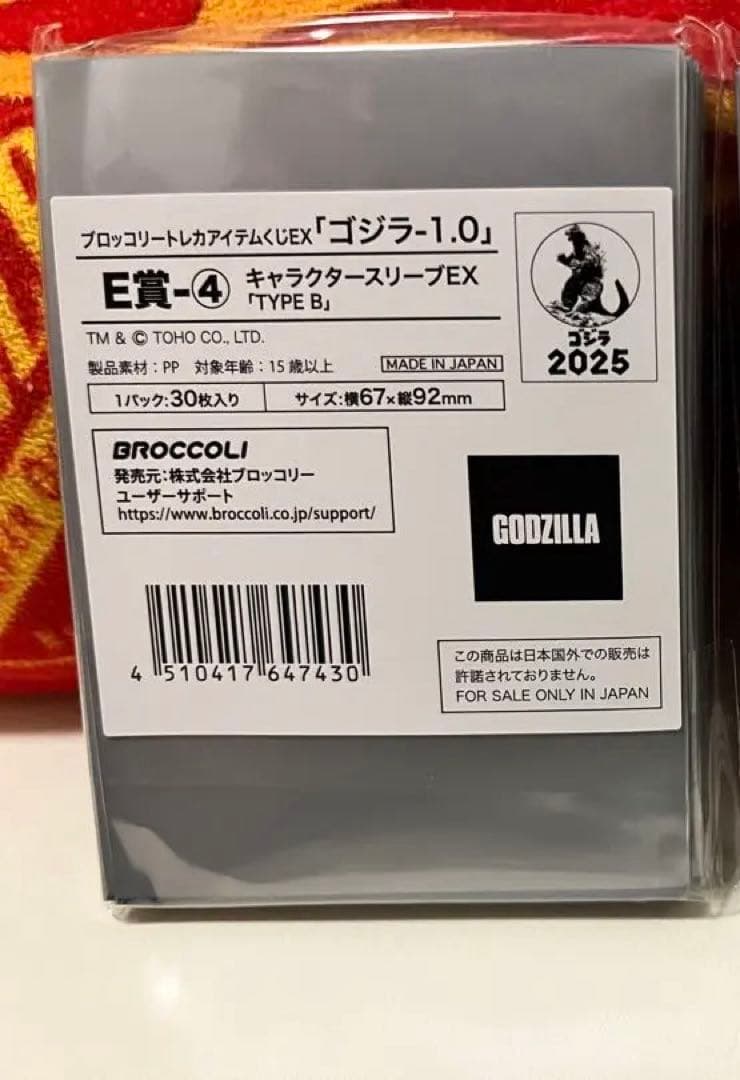 ブロッコリートレカアイテムくじEX「ゴジラ-1.0」
E賞-④ キャラクタースリーブEX
「TYPE B」
TM & © TOHO CO., LTD.
製品素材：PP 対象年齢：15歳以上 MADE IN JAPAN
1パック:30枚入り サイズ:横67×縦92mm
ゴジラ
2025
BROCCOLI
発売元:株式会社ブロッコリー
ユーザーサポート
https://www.broccoli.co.jp/support/
GODZILLA
4 510417 647430
この商品は日本国外での販売は
許諾されておりません。
FOR SALE ONLY IN JAPAN